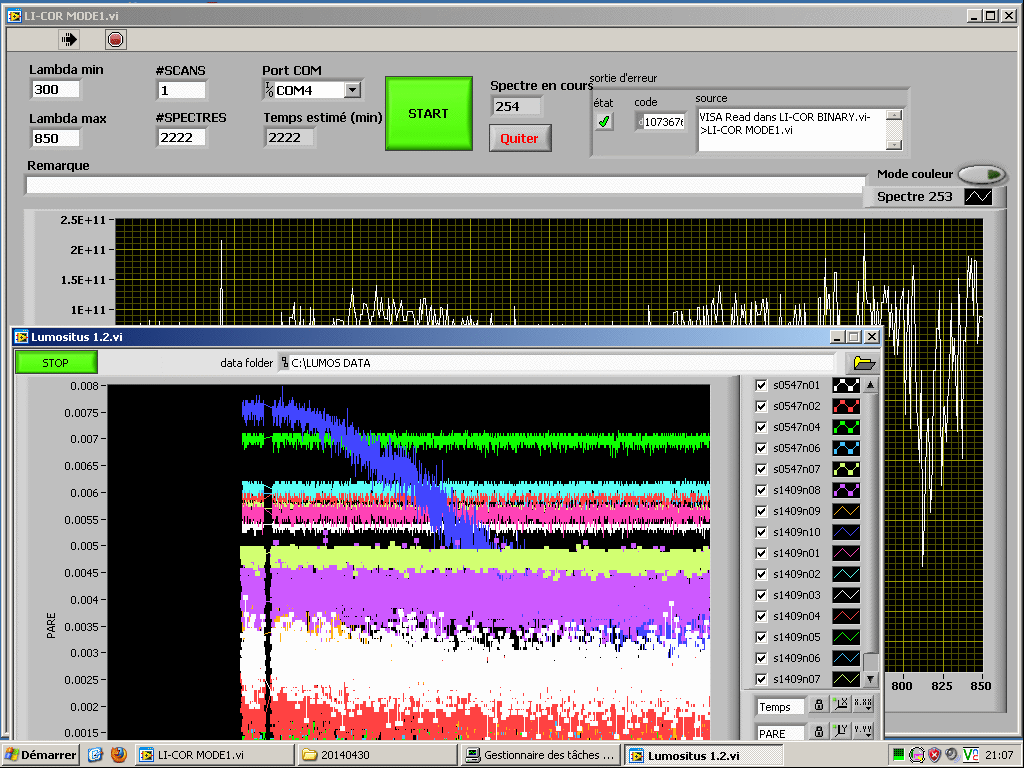 LI-COR MODE1.vi
Lambda min
#SCANS
Port COM
Spectre en cours
sortie d'erreur
300
1
COM4
START
254
état
code
source
Lambda max
#SPECTRES
Temps estimé (min)
850
2222
2222
Quiter
1073676
VISA Read dans LI-COR BINARY.vi-
>LI-COR MODE1.vi
Remarque
Mode couleur
Spectre 253
2.5E+11
2E+11
1.5E+11
1E+11
Lumositus 1.2.vi
STOP
data folder
C:\LUMOS DATA
0.008
0.0075
0.007
0.0065
0.006
0.0055
0.005
0.0045
0.004
0.0035
0.003
0.0025
0.002
0.0015
PARE
s0547n01
s0547n02
s0547n04
s0547n06
s0547n07
s1409n08
s1409n09
s1409n10
s1409n01
s1409n02
s1409n03
s1409n04
s1409n05
s1409n06
s1409n07
800 825 850
Temps
X X.XX
PARE
Y Y.YY
Démarrer
LI-COR MODE1.vi
20140430
Gestionnaire des tâches ...
Lumositus 1.2.vi
21:07